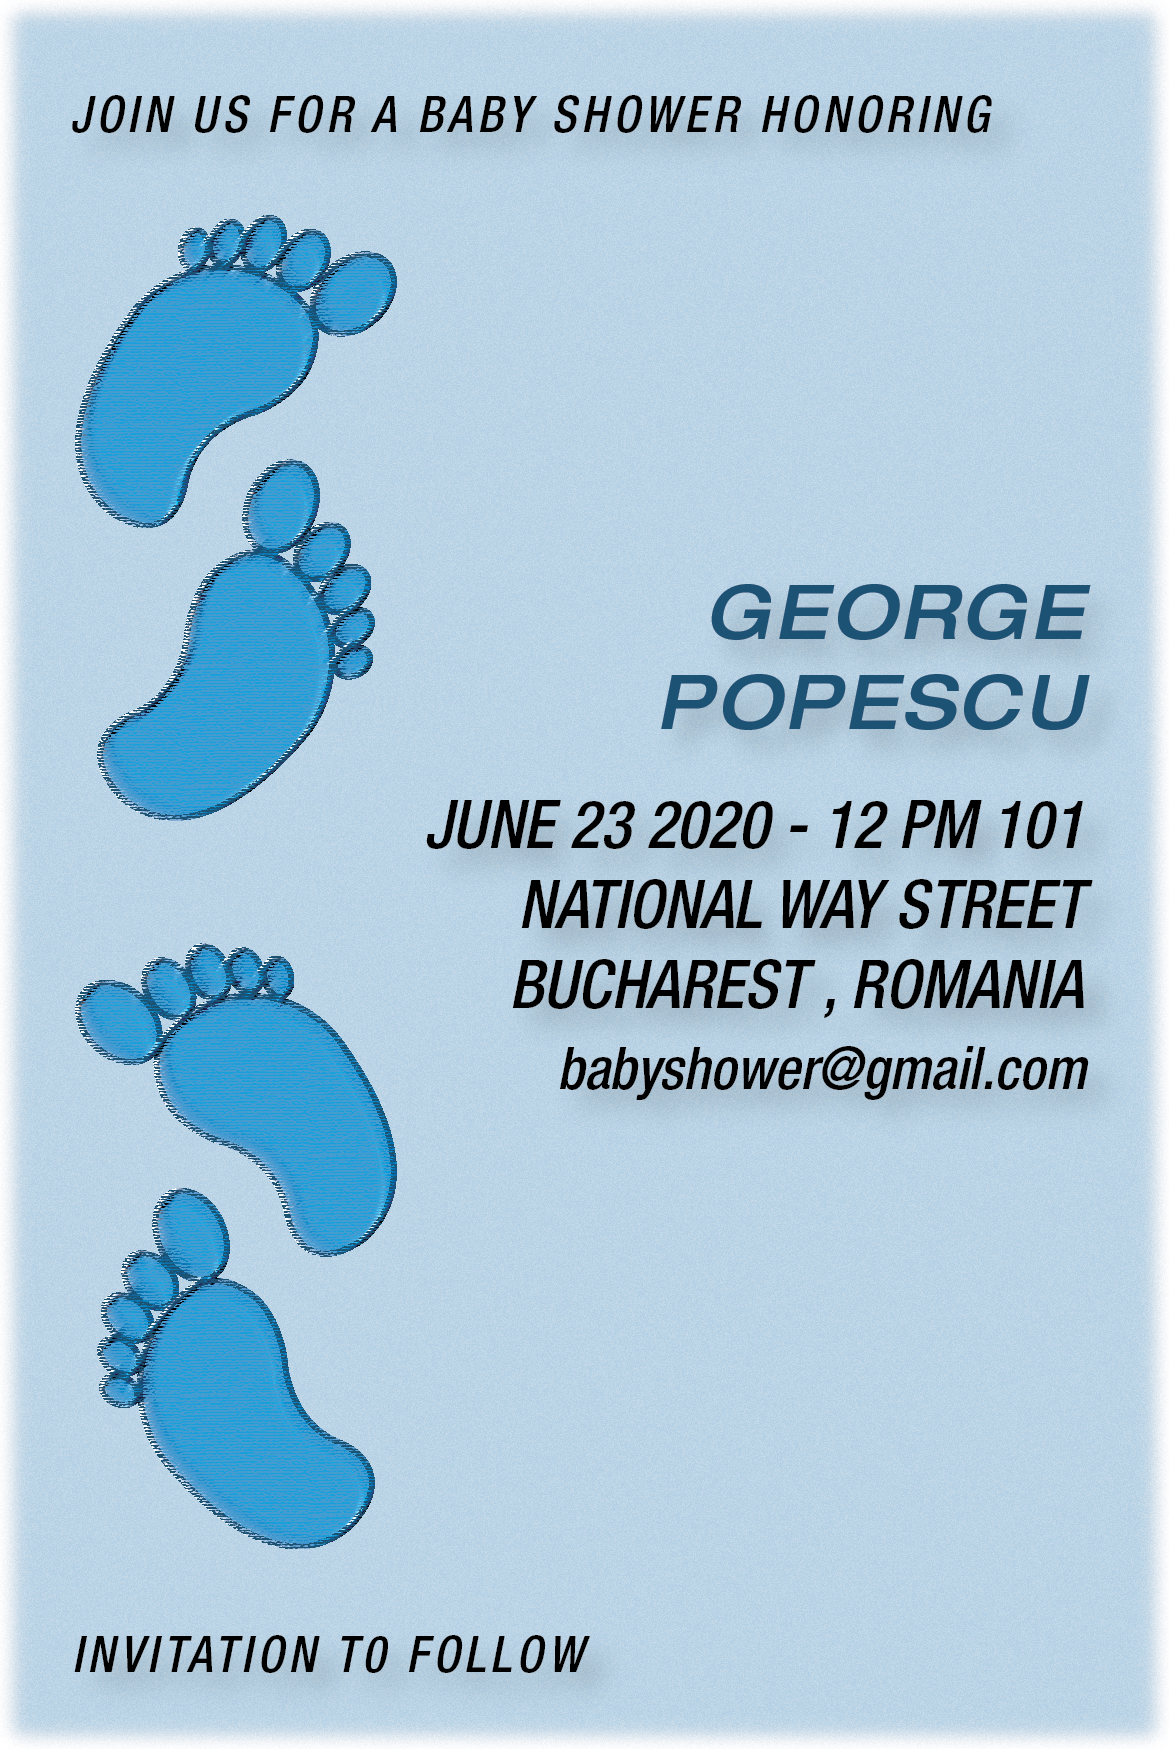 JOIN US FOR A BABY SHOWER HONORING
GEORGE
POPESCU
JUNE 23 2020 - 12 PM 101
NATIONAL WAY STREET
BUCHAREST , ROMANIA
babyshower@gmail.com
INVITATION TO FOLLOW